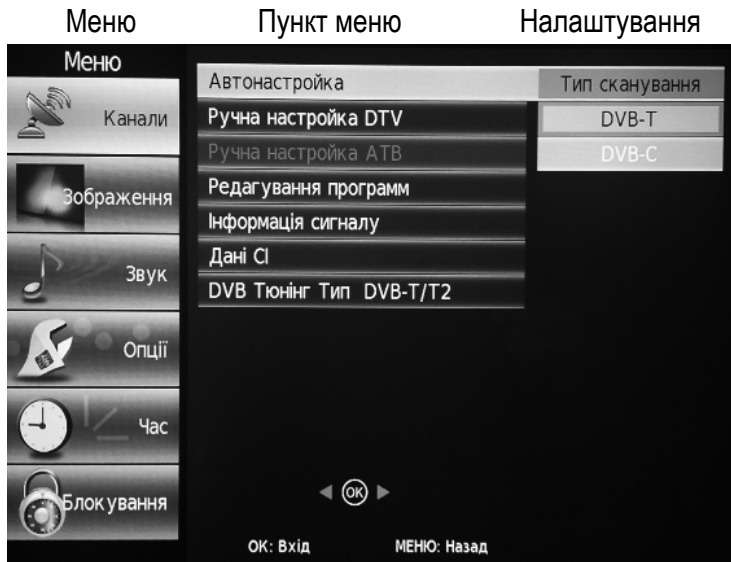 Меню Пункт меню Налаштування
Меню
Канали
Зображення
Звук
Опції
Час
Блокування
Автонастройка
Ручна настройка DTV
Ручна настройка АТВ
Редагування программ
Інформація сигналу
Дані CI
DVB Тюнінг Тип DVB-T/T2
Тип сканування
DVB-T
DVB-C
OK
ОК: Вхід МЕНЮ: Назад